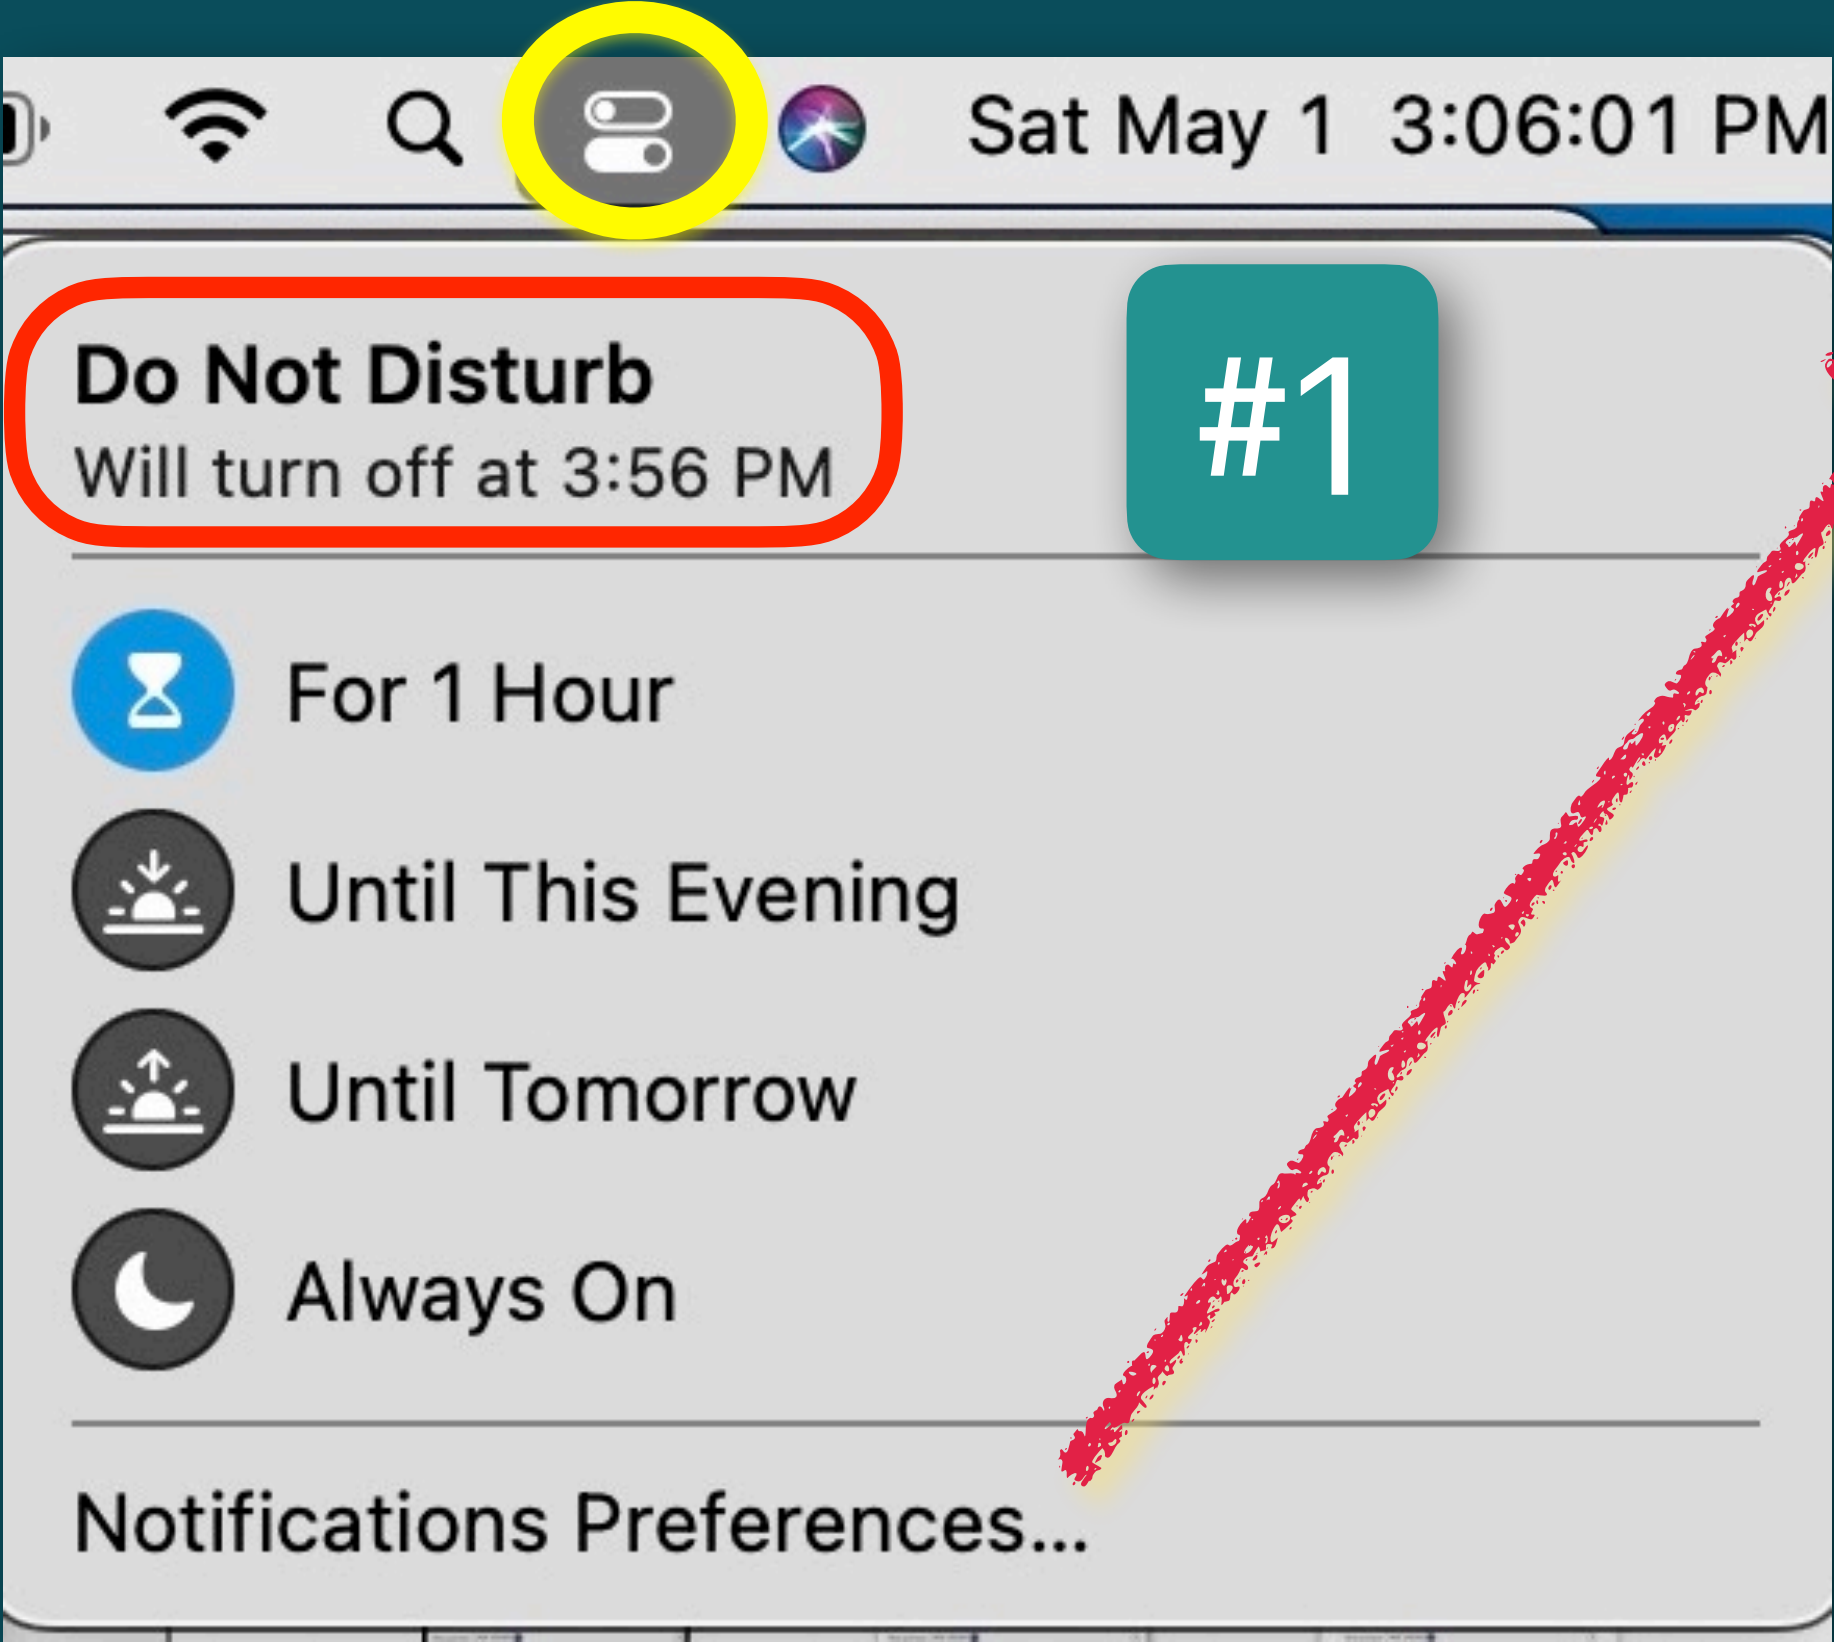 Sat May 1 3:06:01 PM
Do Not Disturb
Will turn off at 3:56 PM
#1
For 1 Hour
Until This Evening
Until Tomorrow
Always On
Notifications Preferences...